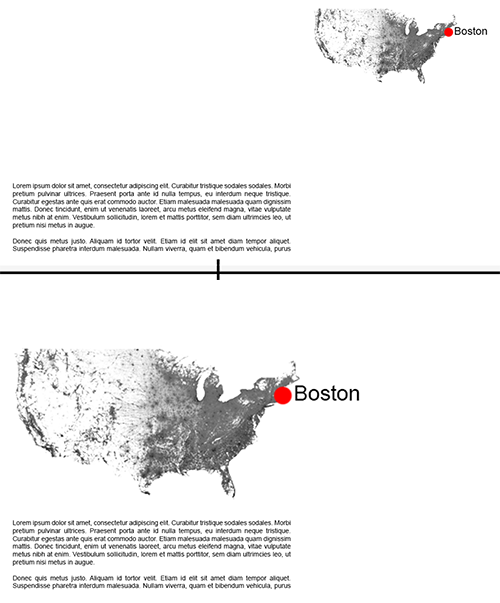 Boston
Lorem ipsum dolor sit amet, consectetur adipiscing elit. Curabitur tristique sodales sodales. Morbi
pretium pulvinar ultrices. Praesent porta ante id nulla tempus, eu interdum neque tristique.
Curabitur egestas ante quis erat commodo auctor. Etiam malesuada malesuada quam dignissim
mattis. Donec tincidunt, enim ut venenatis laoreet, arcu metus eleifend magna, vitae vulputate
metus nibh at enim. Vestibulum sollicitudin, lorem et mattis porttitor, sem diam ultrimcies leo, ut
pretium nisi metus in augue.
Donec quis metus justo. Aliquam id tortor velit. Etiam id elit sit amet diam tempor aliquet.
Suspendisse pharetra interdum malesuada. Nullam viverra, quam et bibendum vehicula, purus
Boston
Lorem ipsum dolor sit amet, consectetur adipiscing elit. Curabitur tristique sodales sodales. Morbi
pretium pulvinar ultrices. Praesent porta ante id nulla tempus, eu interdum neque tristique.
Curabitur egestas ante quis erat commodo auctor. Etiam malesuada malesuada quam dignissim
mattis. Donec tincidunt, enim ut venenatis laoreet, arcu metus eleifend magna, vitae vulputate
metus nibh at enim. Vestibulum sollicitudin, lorem et mattis porttitor, sem diam ultrimcies leo, ut
pretium nisi metus in augue.
Donec quis metus justo. Aliquam id tortor velit. Etiam id elit sit amet diam tempor aliquet.
Suspendisse pharetra interdum malesuada. Nullam viverra, quam et bibendum vehicula, purus